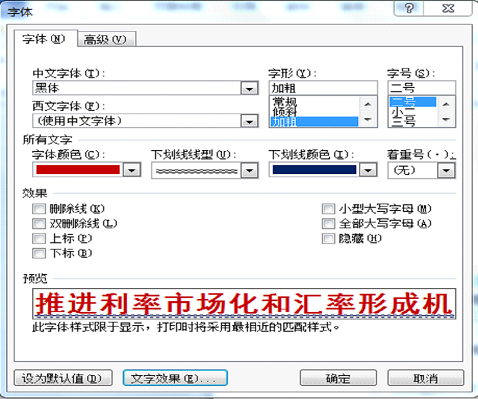 字体
字体(N)
高级(V)
中文字体(T):
字形(Y):
字号(S):
黑体
加粗
二号
西文字体(F):
常规
倾斜
加粗
二号
小二
三号
(使用中文字体)
所有文字
字体颜色(C):
下划线线型(U):
下划线颜色(I):
着重号(·):
(无)
效果
删除线(K)
小型大写字母(M)
双删除线(L)
全部大写字母(A)
上标(P)
隐藏(H)
下标(B)
预览
推进利率市场化和汇率形成机
此字体样式限于显示，打印时将采用最相近的匹配样式。
设为默认值(D)
文字效果(E)...
确定
取消